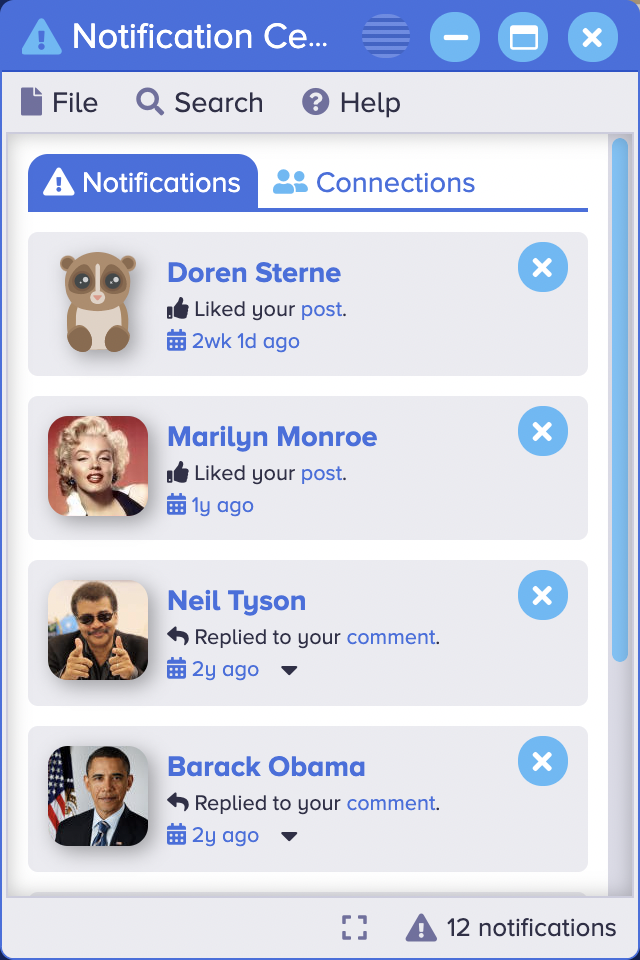 Notification Ce...
File Search Help
Notifications Connections
Doren Sterne
Liked your post.
2wk 1d ago
Marilyn Monroe
Liked your post.
1y ago
Neil Tyson
Replied to your comment.
2y ago
Barack Obama
Replied to your comment.
2y ago
12 notifications